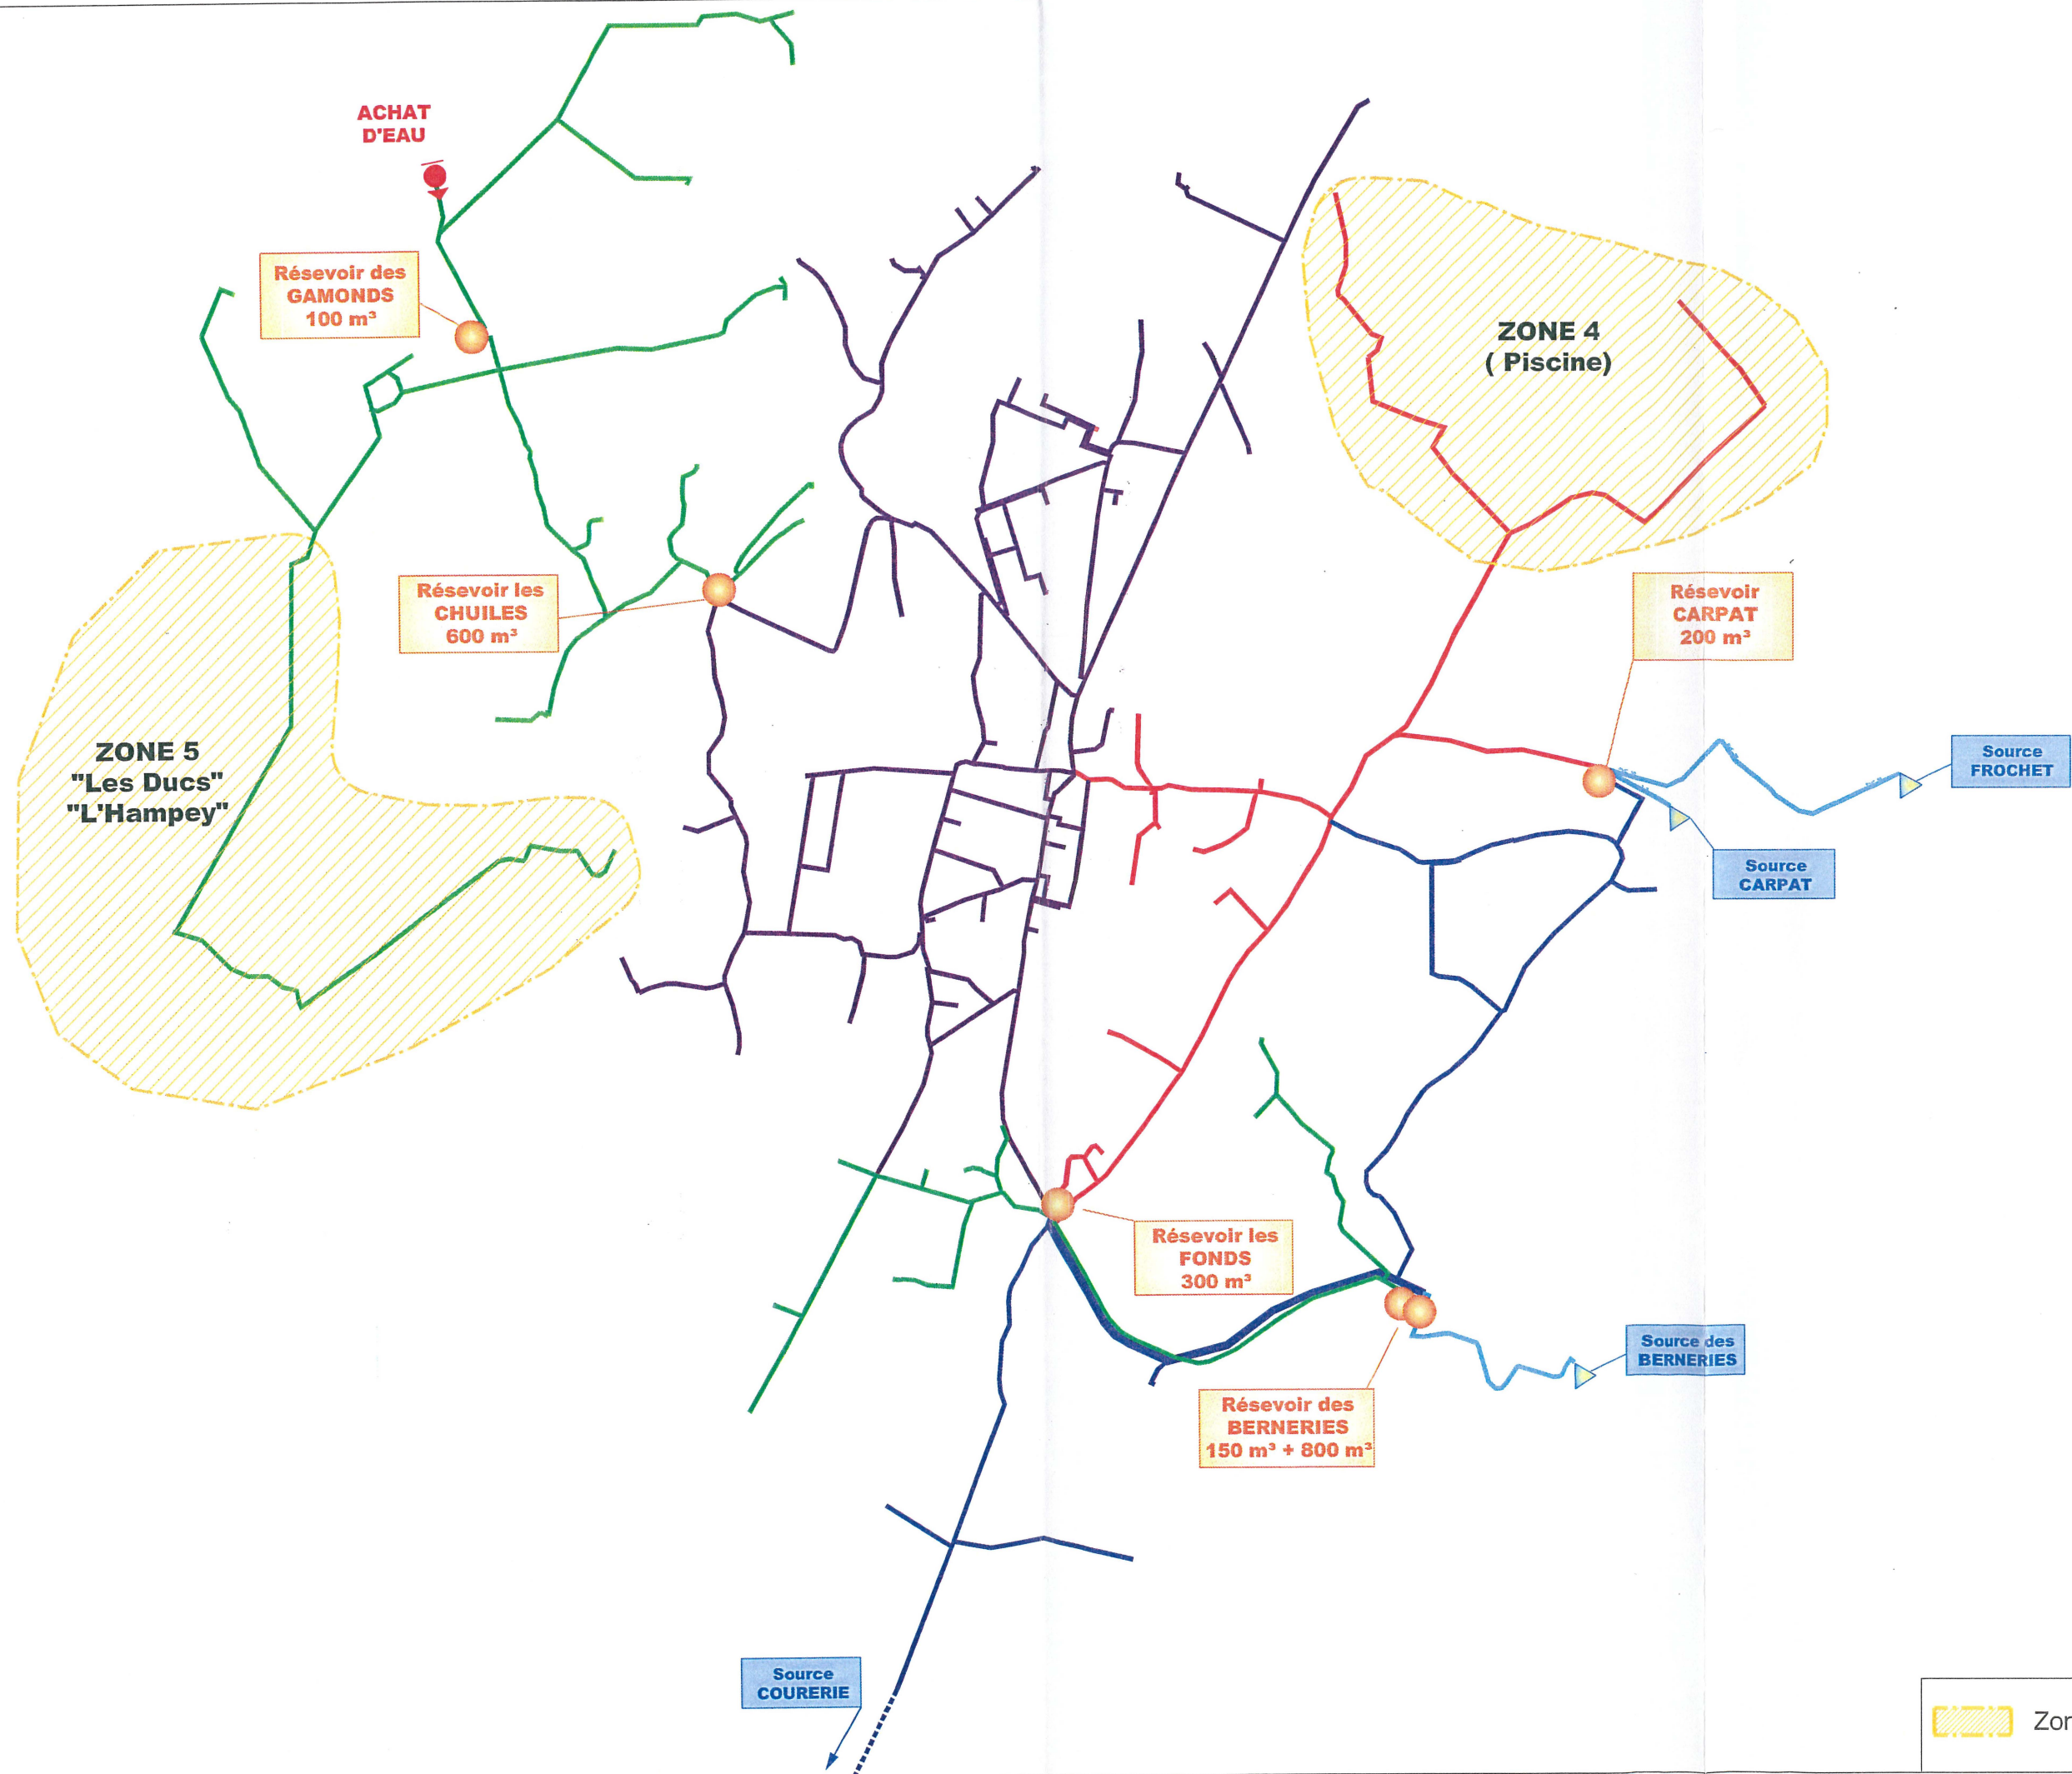 ACHAT
D'EAU
Résevoir des
GAMONDS
100 m³
ZONE 4
( Piscine)
Résevoir les
CHUILES
600 m³
Résevoir
CARPAT
200 m³
ZONE 5
"Les Ducs"
"L'Hampey"
Source
FROCHET
Source
CARPAT
Résevoir les
FONDS
300 m³
Source des
BERNERIES
Résevoir des
BERNERIES
150 m³ + 800 m³
Source
COURERIE
Zon